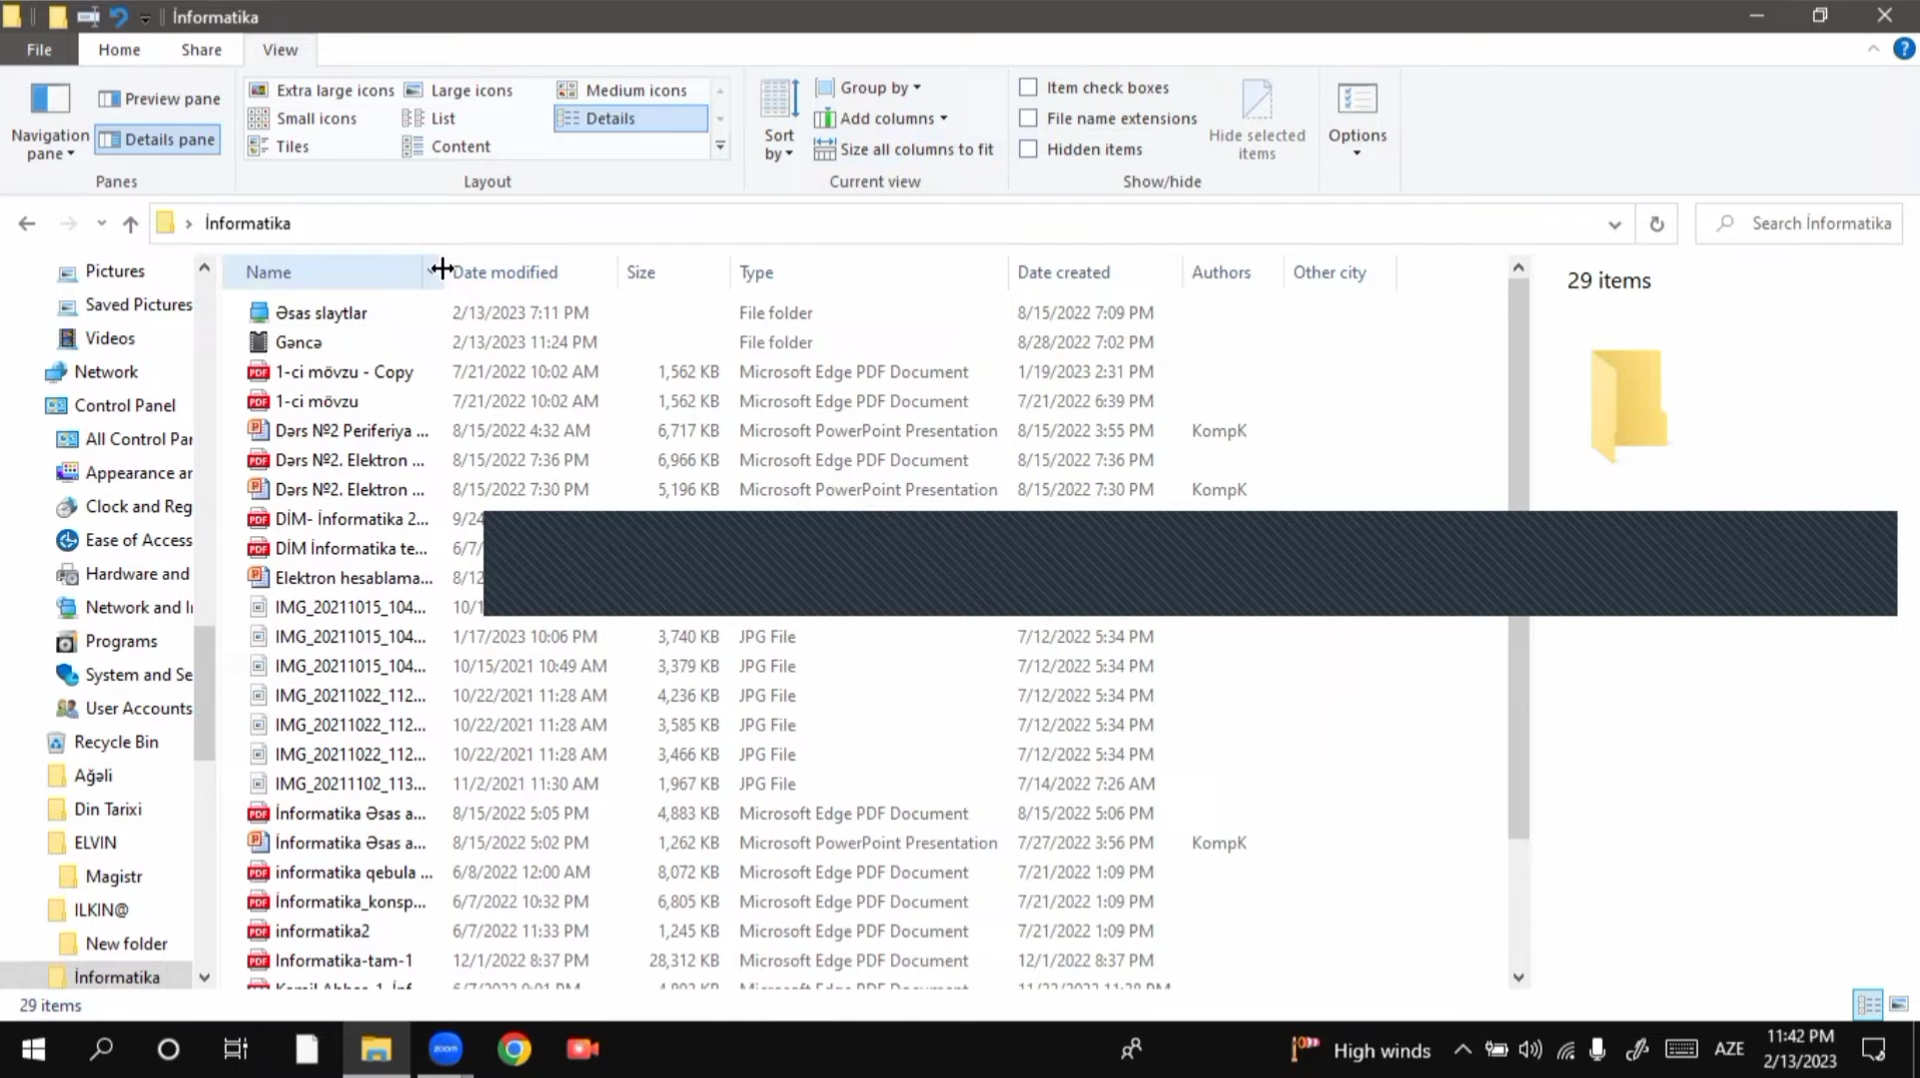 İnformatika
File Home Share View
Navigation pane
Preview pane
Details pane
Panes
Extra large icons Large icons Medium icons
Small icons List Details
Tiles Content
Layout
Sort by
Group by
Add columns
Size all columns to fit
Current view
Item check boxes
File name extensions
Hidden items
Hide selected items
Show/hide
Options
İnformatika
Search İnformatika
Pictures
Saved Pictures
Videos
Network
Control Panel
All Control Par
Appearance ar
Clock and Reg
Ease of Access
Hardware and
Network and Iı
Programs
System and Se
User Accounts
Recycle Bin
Ağəli
Din Tarixi
ELVIN
Magistr
ILKIN@
New folder
İnformatika
Name Date modified Size Type Date created Authors Other city
Əsas slaytlar 2/13/2023 7:11 PM File folder 8/15/2022 7:09 PM
Gəncə 2/13/2023 11:24 PM File folder 8/28/2022 7:02 PM
PDF 1-ci mövzu - Copy 7/21/2022 10:02 AM 1,562 KB Microsoft Edge PDF Document 1/19/2023 2:31 PM
PDF 1-ci mövzu 7/21/2022 10:02 AM 1,562 KB Microsoft Edge PDF Document 7/21/2022 6:39 PM
Dərs №2 Periferiya ... 8/15/2022 4:32 AM 6,717 KB Microsoft PowerPoint Presentation 8/15/2022 3:55 PM KompK
PDF Dərs №2. Elektron ... 8/15/2022 7:36 PM 6,966 KB Microsoft Edge PDF Document 8/15/2022 7:36 PM
Dərs №2. Elektron ... 8/15/2022 7:30 PM 5,196 KB Microsoft PowerPoint Presentation 8/15/2022 7:30 PM KompK
PDF DİM- İnformatika 2... 9/24
PDF DİM İnformatika te... 6/7/
Elektron hesablama... 8/12
IMG_20211015_104... 10/1
IMG_20211015_104... 1/17/2023 10:06 PM 3,740 KB JPG File 7/12/2022 5:34 PM
IMG_20211015_104... 10/15/2021 10:49 AM 3,379 KB JPG File 7/12/2022 5:34 PM
IMG_20211022_112... 10/22/2021 11:28 AM 4,236 KB JPG File 7/12/2022 5:34 PM
IMG_20211022_112... 10/22/2021 11:28 AM 3,585 KB JPG File 7/12/2022 5:34 PM
IMG_20211022_112... 10/22/2021 11:28 AM 3,466 KB JPG File 7/12/2022 5:34 PM
IMG_20211102_113... 11/2/2021 11:30 AM 1,967 KB JPG File 7/14/2022 7:26 AM
PDF İnformatika Əsas a... 8/15/2022 5:05 PM 4,883 KB Microsoft Edge PDF Document 8/15/2022 5:06 PM
İnformatika Əsas a... 8/15/2022 5:02 PM 1,262 KB Microsoft PowerPoint Presentation 7/27/2022 3:56 PM KompK
PDF informatika qebula ... 6/8/2022 12:00 AM 8,072 KB Microsoft Edge PDF Document 7/21/2022 1:09 PM
PDF İnformatika_konsp... 6/7/2022 10:32 PM 6,805 KB Microsoft Edge PDF Document 7/21/2022 1:09 PM
PDF informatika2 6/7/2022 11:33 PM 1,245 KB Microsoft Edge PDF Document 7/21/2022 1:09 PM
PDF Informatika-tam-1 12/1/2022 8:37 PM 28,312 KB Microsoft Edge PDF Document 12/1/2022 8:37 PM
29 items
29 items
zoom
High winds
AZE
11:42 PM
2/13/2023